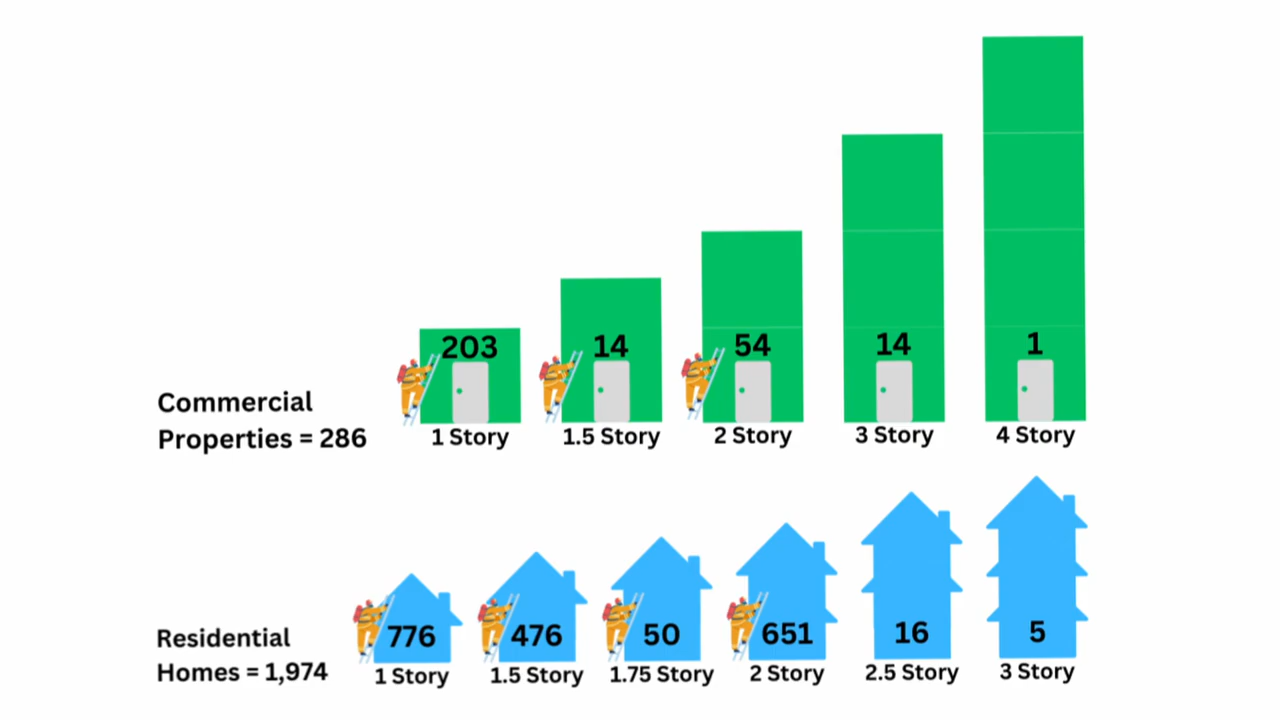 203
14
54
14
1
Commercial
Properties = 286
1 Story
1.5 Story
2 Story
3 Story
4 Story
776
476
50
651
16
5
Residential
Homes = 1,974
1 Story
1.5 Story
1.75 Story
2 Story
2.5 Story
3 Story